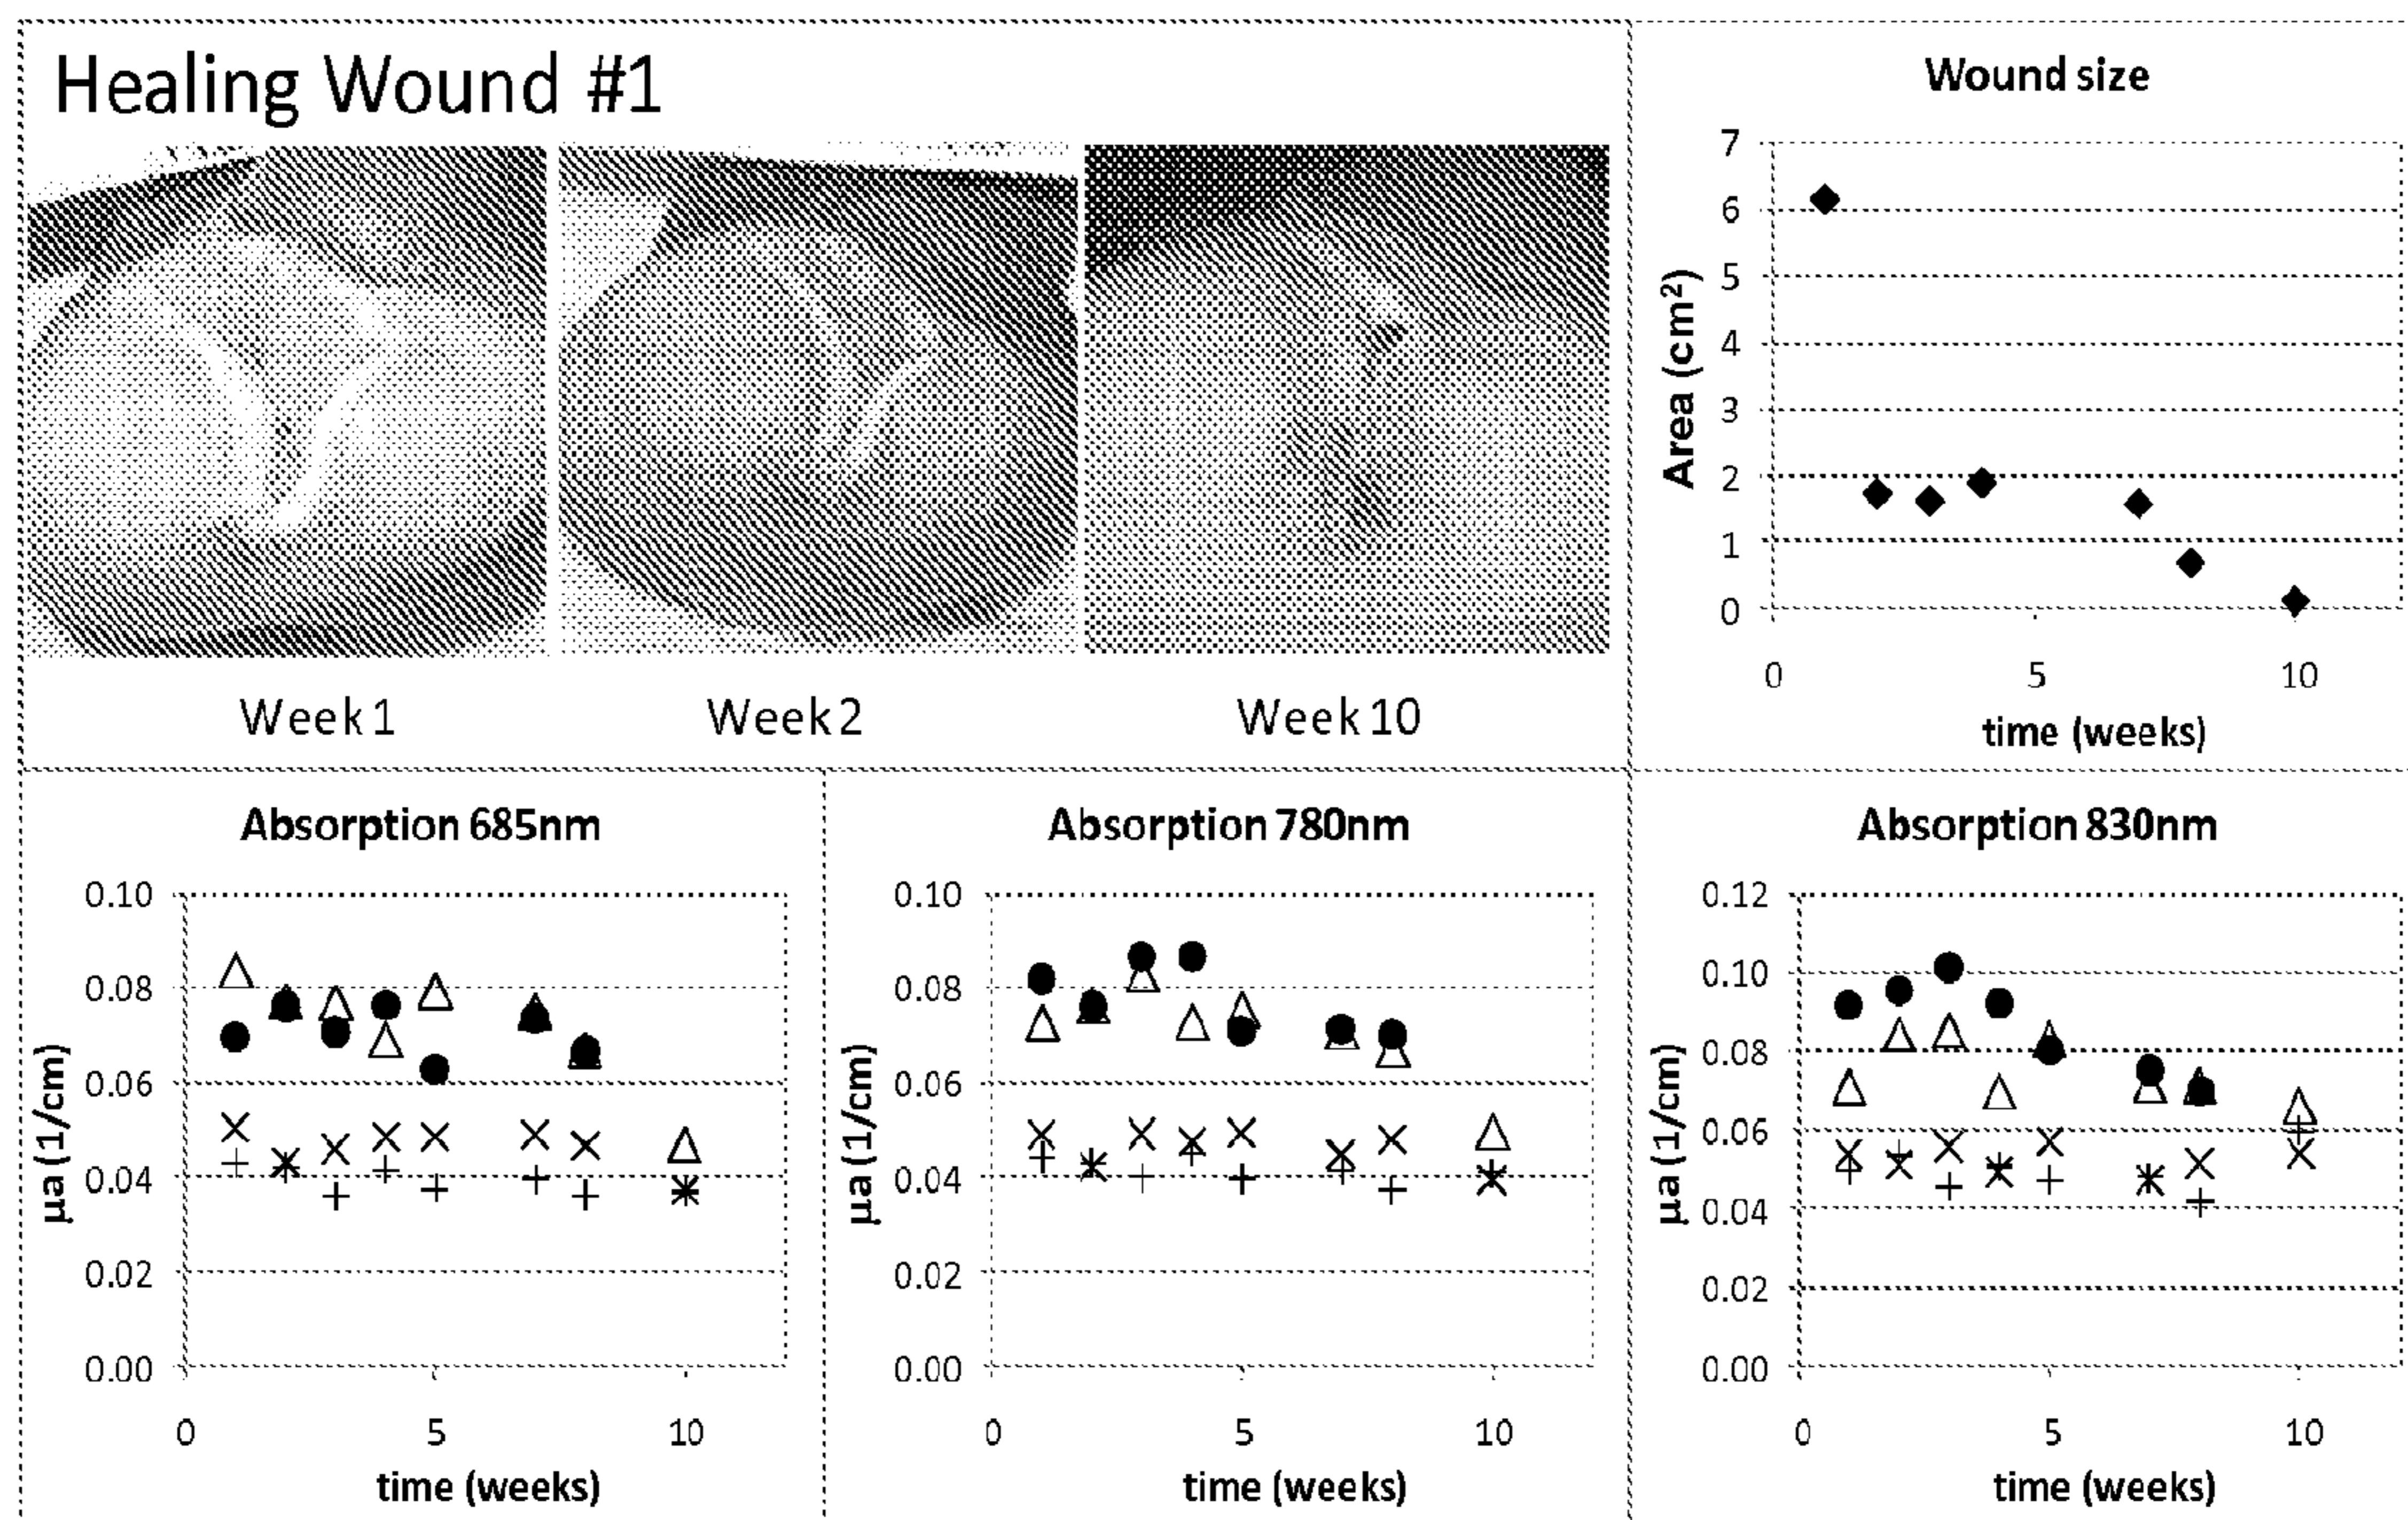 Healing Wound #1
Week 1
Week 2
Week 10
Wound size
Area (cm²)
7
6
5
4
3
2
1
0
0 5 10
time (weeks)
Absorption 685nm
µa (1/cm)
0.10
0.08
0.06
0.04
0.02
0.00
0 5 10
time (weeks)
Absorption 780nm
µa (1/cm)
0.10
0.08
0.06
0.04
0.02
0.00
0 5 10
time (weeks)
Absorption 830nm
µa (1/cm)
0.12
0.10
0.08
0.06
0.04
0.02
0.00
0 5 10
time (weeks)